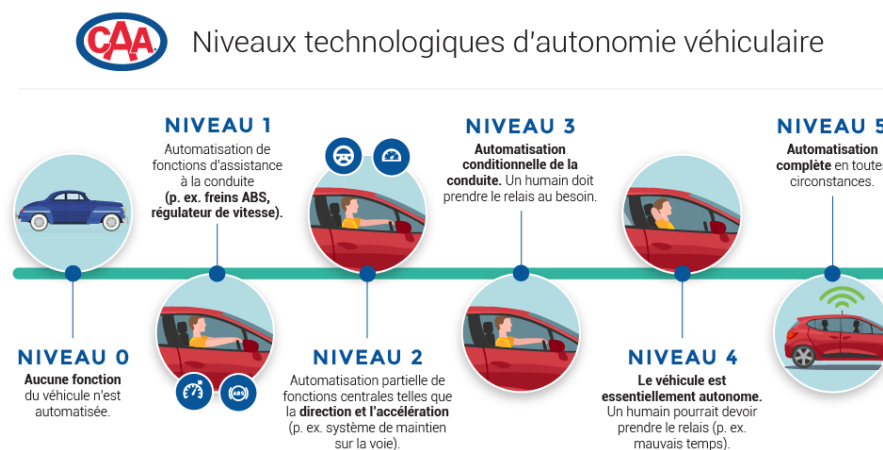 CAA
Niveaux technologiques d'autonomie véhiculaire
NIVEAU 0
Aucune fonction
du véhicule n'est
automatisée.
NIVEAU 1
Automatisation de
fonctions d'assistance
à la conduite
(p. ex. freins ABS,
régulateur de vitesse).
ABS
NIVEAU 2
Automatisation partielle de
fonctions centrales telles que
la direction et l'accélération
(p. ex. système de maintien
sur la voie).
NIVEAU 3
Automatisation
conditionnelle de la
conduite. Un humain doit
prendre le relais au besoin.
NIVEAU 4
Le véhicule est
essentiellement autonome.
Un humain pourrait devoir
prendre le relais (p. ex.
mauvais temps).
NIVEAU 5
Automatisation
complète en toutes
circonstances.